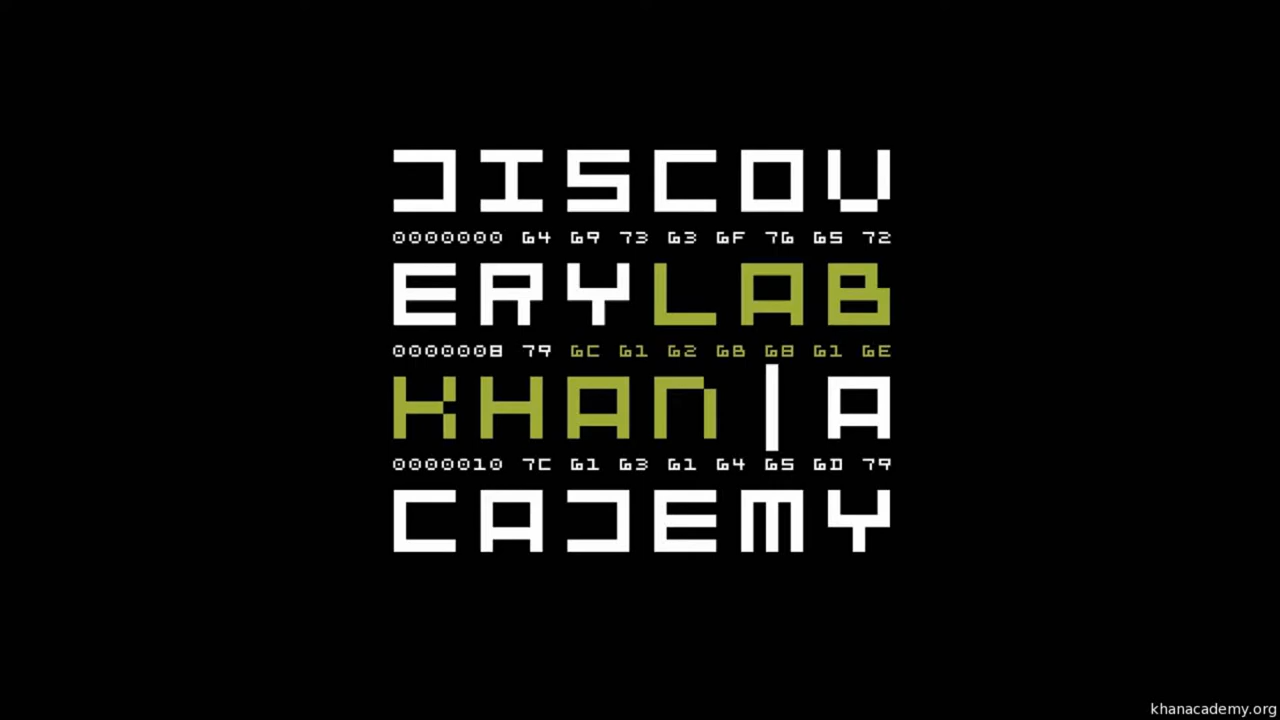 DISCOV
0000000 64 69 73 63 6F 76 65 72
ERYLAB
0000008 79 6C 61 62 6B 68 61 6E
KHAN|A
0000010 7C 61 63 61 64 65 6D 79
CADEMY
khanacademy.org